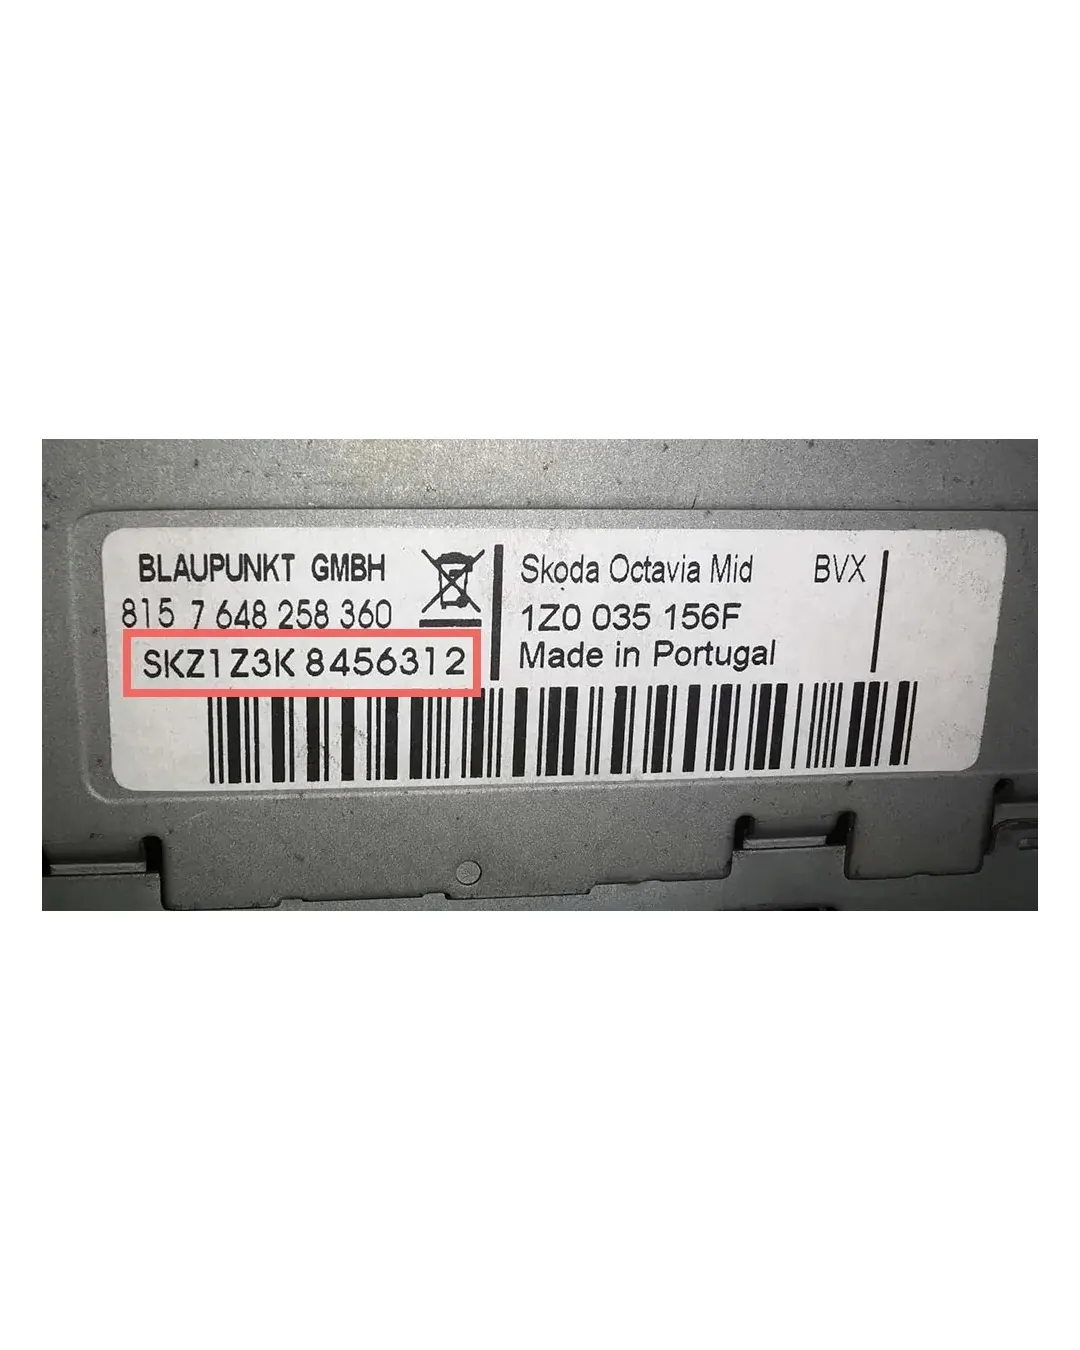 BLAUPUNKT GMBH
815 7 648 258 360
SKZ1Z3K 8456312
Skoda Octavia Mid BVX
1Z0 035 156F
Made in Portugal